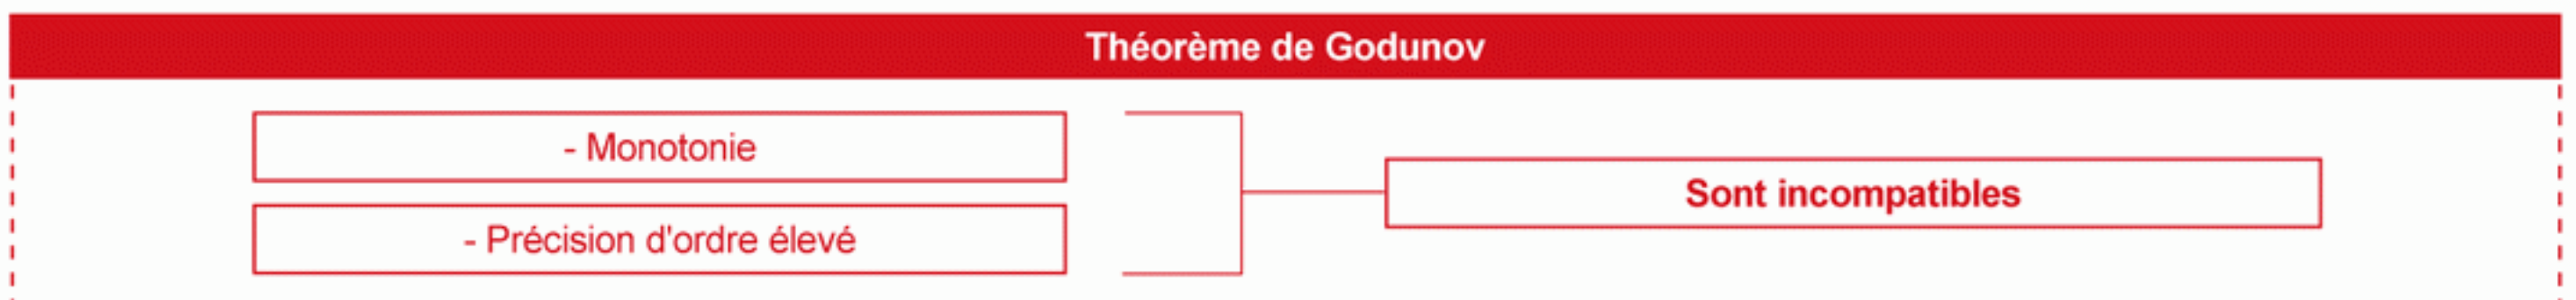 Théorème de Godunov
- Monotonie
- Précision d'ordre élevé
Sont incompatibles